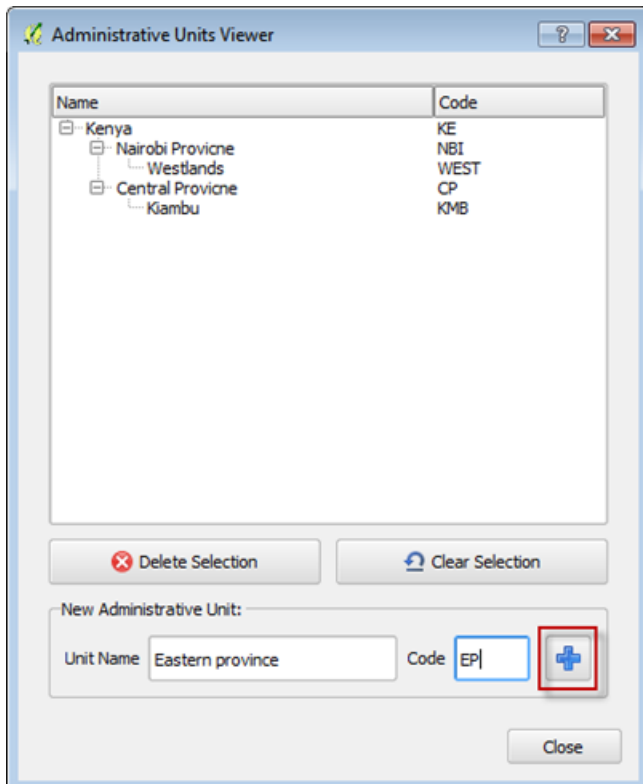 Administrative Units Viewer
Name Code
Kenya KE
Nairobi Provicne NBI
Westlands WEST
Central Provicne CP
Kiambu KMB
Delete Selection Clear Selection
New Administrative Unit:
Unit Name Eastern province Code EP
Close